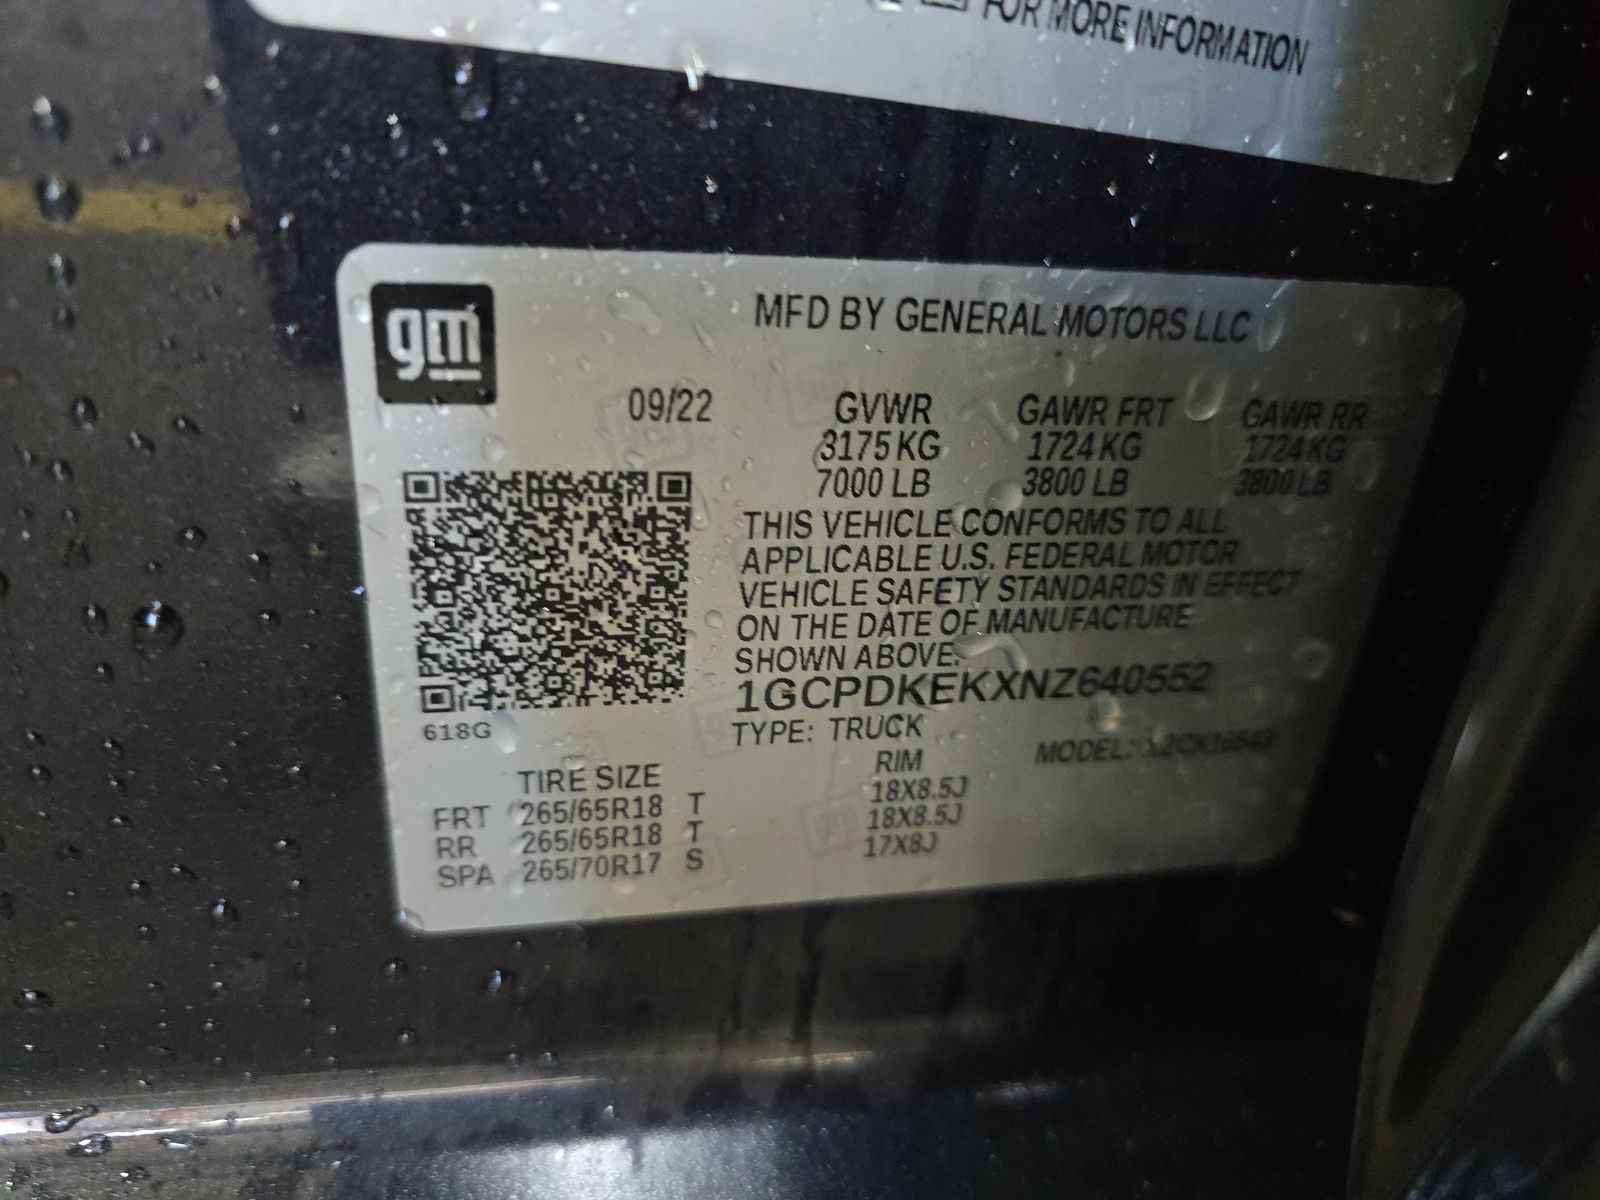 FOR MORE INFORMATION
gm
MFD BY GENERAL MOTORS LLC
09/22 GVWR GAWR FRT GAWR RR
3175 KG 1724 KG 1724 KG
7000 LB 3800 LB 3800 LB
THIS VEHICLE CONFORMS TO ALL
APPLICABLE U.S. FEDERAL MOTOR
VEHICLE SAFETY STANDARDS IN EFFECT
ON THE DATE OF MANUFACTURE
SHOWN ABOVE.
1GCPDKEKXNZ640552
618G
TYPE: TRUCK MODEL:
TIRE SIZE RIM
FRT 265/65R18 T 18X8.5J
RR 265/65R18 T 18X8.5J
SPA 265/70R17 S 17X8J